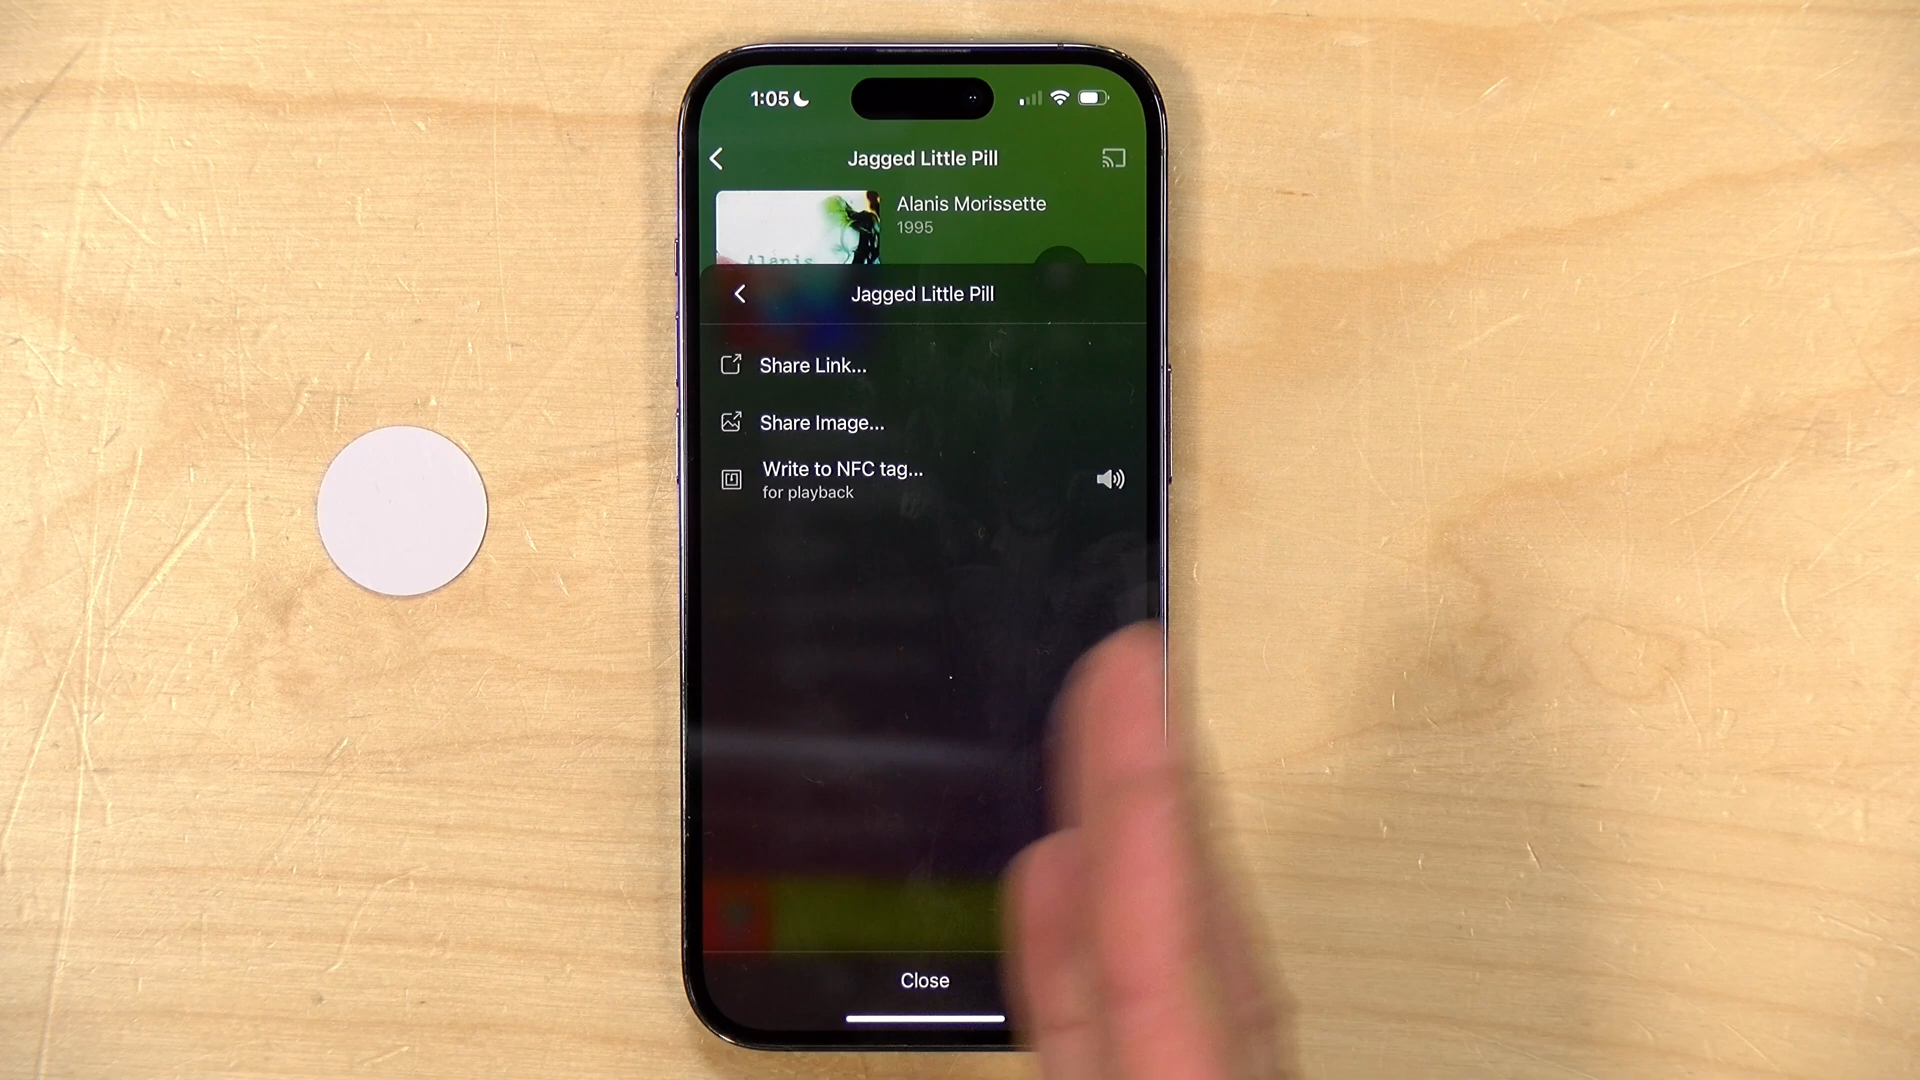 1:05
Jagged Little Pill
Alanis Morissette
1995
Alanis
Jagged Little Pill
Share Link...
Share Image...
Write to NFC tag...
for playback
Close